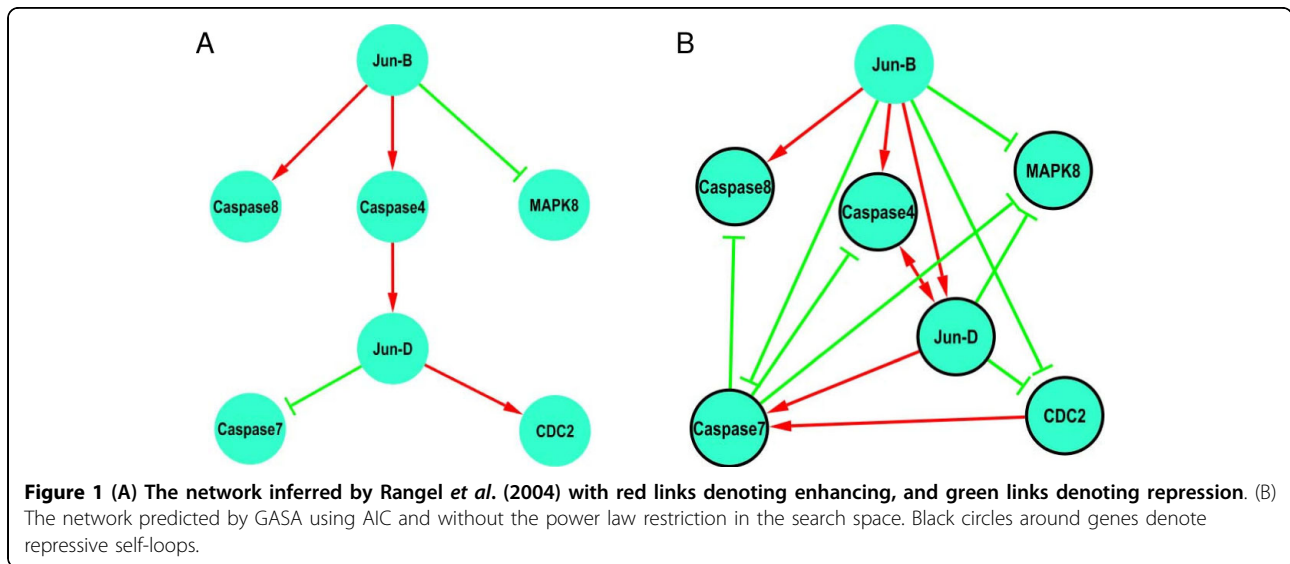 A
Jun-B
Caspase8
Caspase4
MAPK8
Jun-D
Caspase7
CDC2
B
Jun-B
Caspase8
Caspase4
MAPK8
Jun-D
Caspase7
CDC2
Figure 1 (A) The network inferred by Rangel et al. (2004) with red links denoting enhancing, and green links denoting repression. (B)
The network predicted by GASA using AIC and without the power law restriction in the search space. Black circles around genes denote
repressive self-loops.